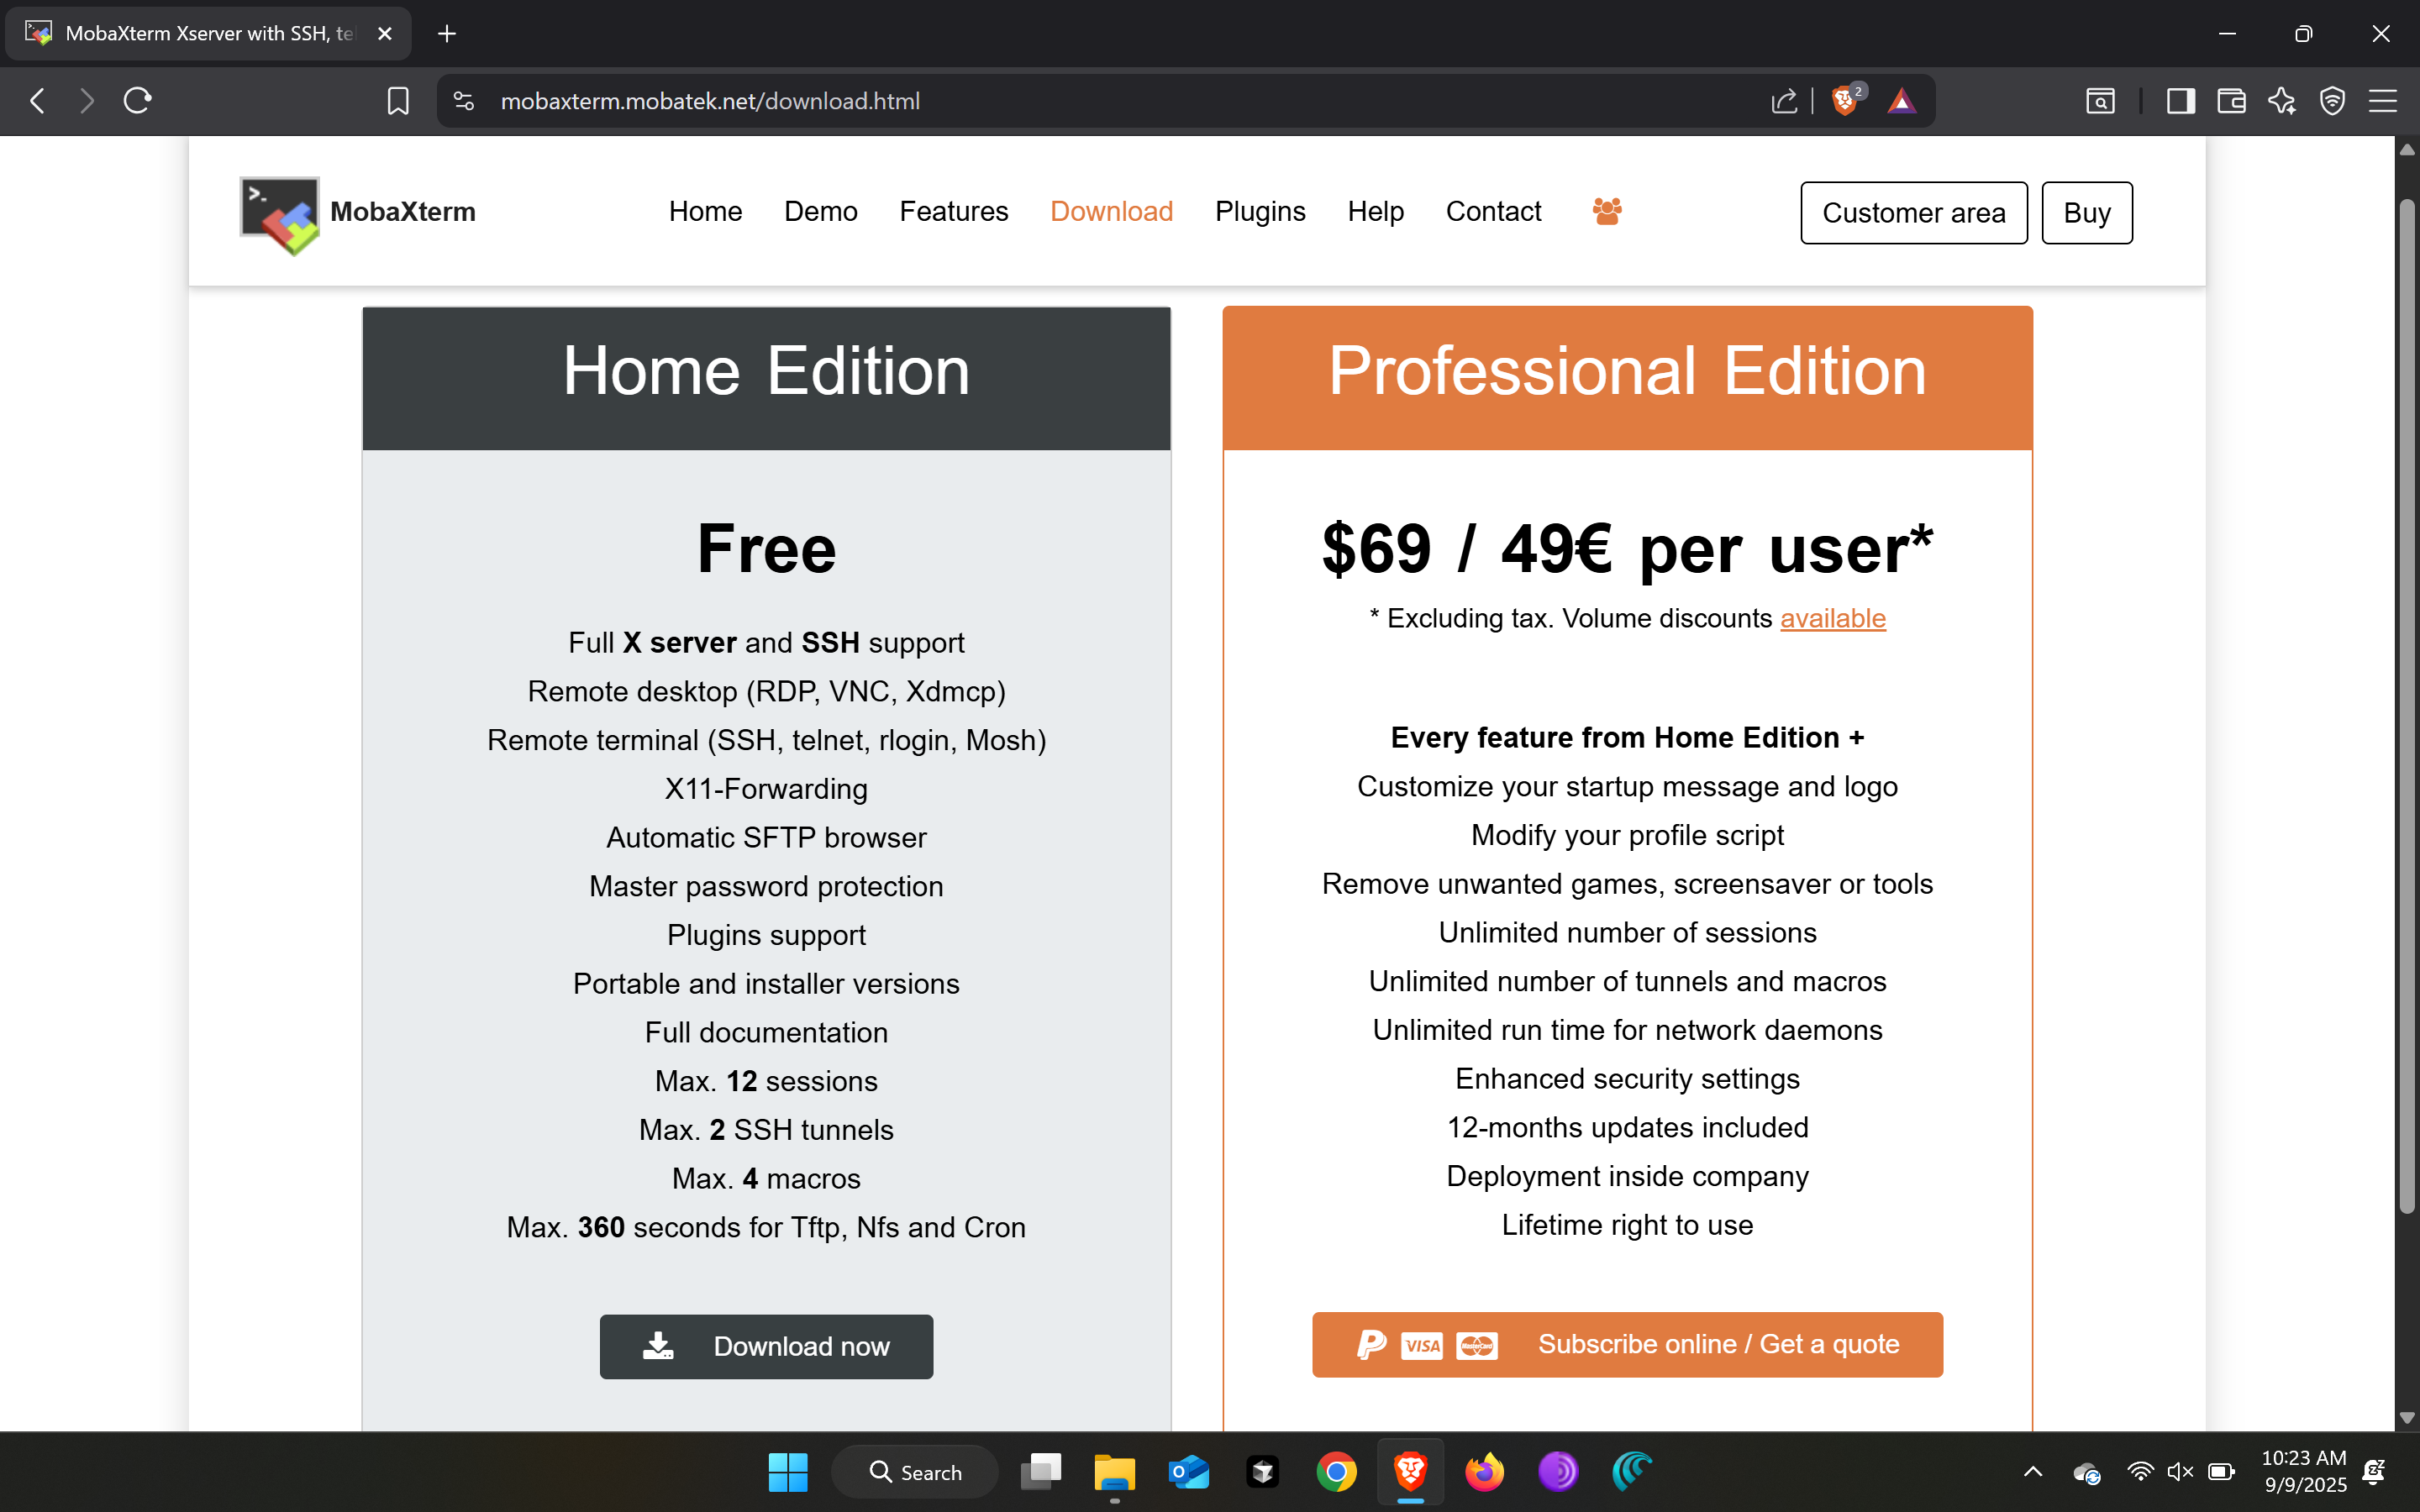 MobaXterm Xserver with SSH, te
mobaxterm.mobatek.net/download.html
2
MobaXterm
Home
Demo
Features
Download
Plugins
Help
Contact
Customer area
Buy
Home Edition
Free
Full X server and SSH support
Remote desktop (RDP, VNC, Xdmcp)
Remote terminal (SSH, telnet, rlogin, Mosh)
X11-Forwarding
Automatic SFTP browser
Master password protection
Plugins support
Portable and installer versions
Full documentation
Max. 12 sessions
Max. 2 SSH tunnels
Max. 4 macros
Max. 360 seconds for Tftp, Nfs and Cron
Download now
Professional Edition
$69 / 49€ per user*
* Excluding tax. Volume discounts available
Every feature from Home Edition +
Customize your startup message and logo
Modify your profile script
Remove unwanted games, screensaver or tools
Unlimited number of sessions
Unlimited number of tunnels and macros
Unlimited run time for network daemons
Enhanced security settings
12-months updates included
Deployment inside company
Lifetime right to use
VISA
MasterCard
Subscribe online / Get a quote
Search
10:23 AM
9/9/2025